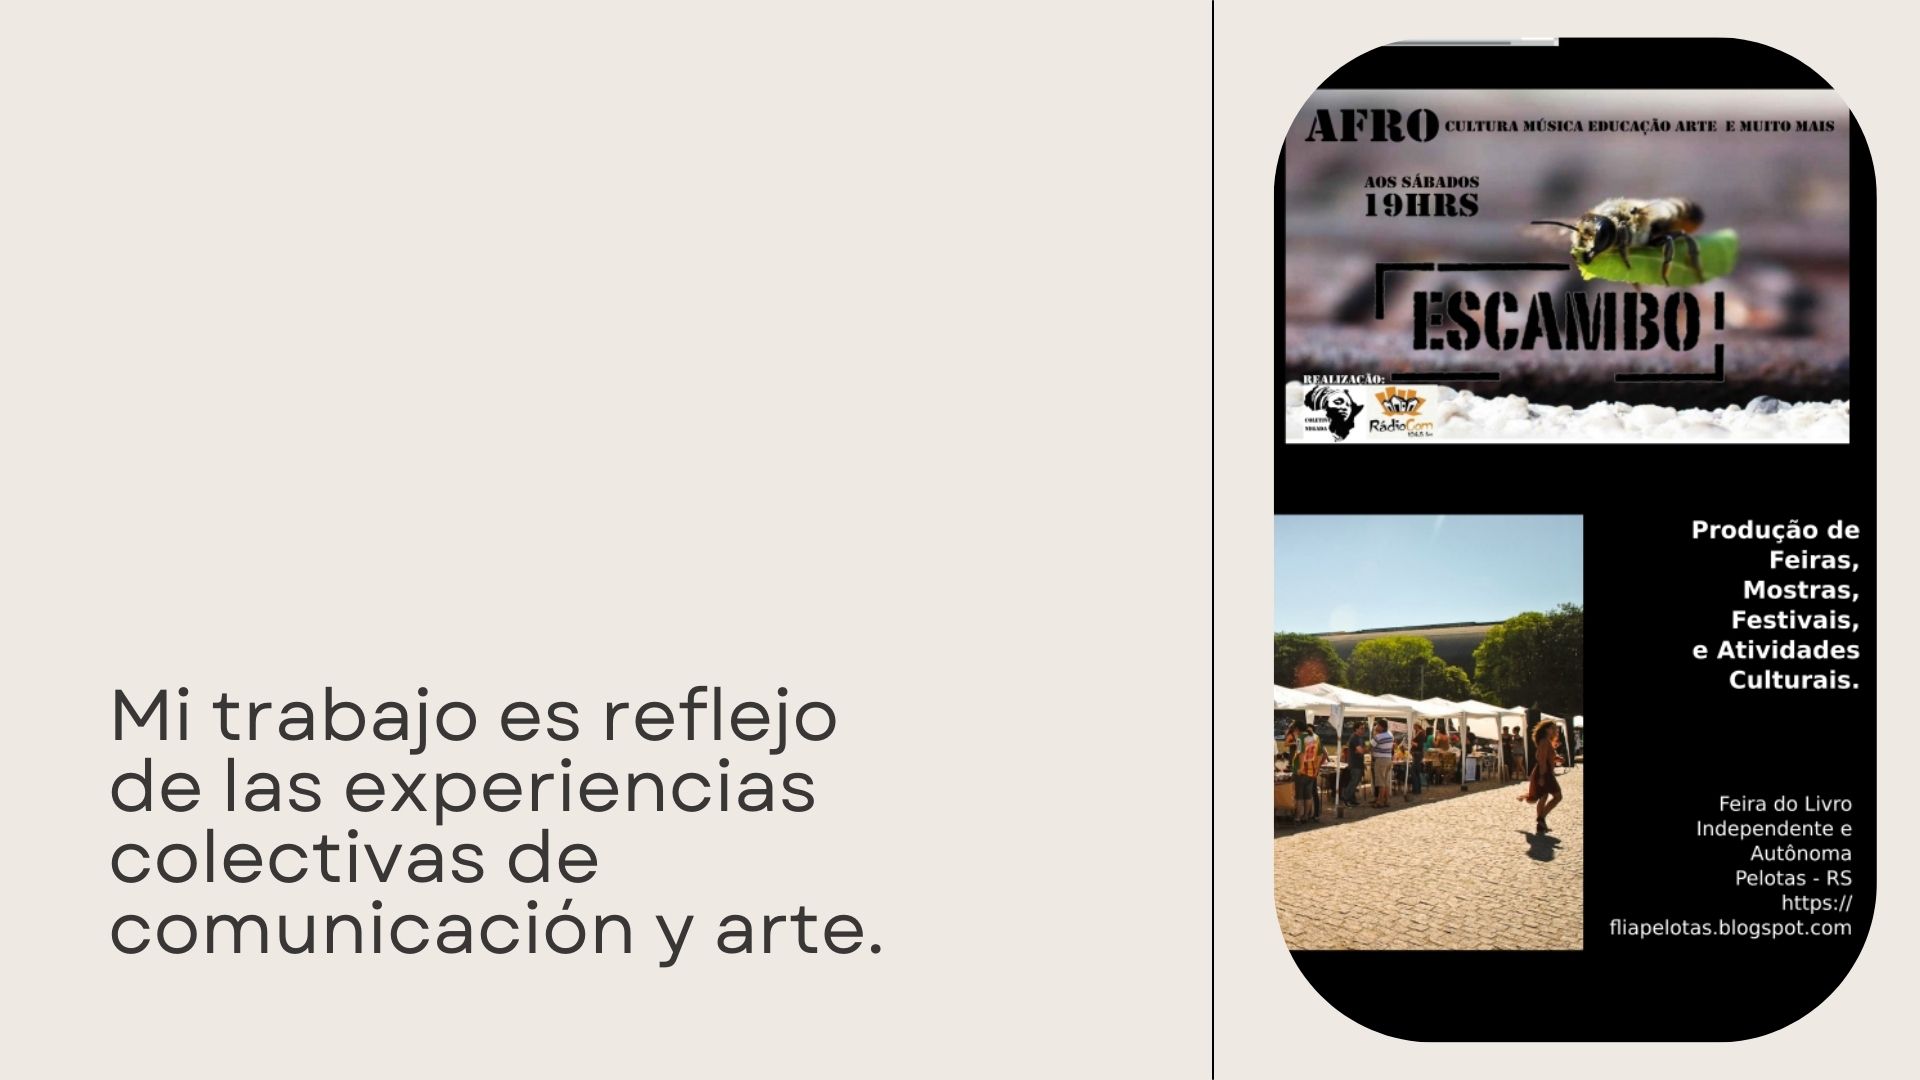 Mi trabajo es reflejo
de las experiencias
colectivas de
comunicación y arte.
AFRO CULTURA MÚSICA EDUCAÇÃO ARTE E MUITO MAIS
AOS SÁBADOS
19HRS
ESCAMBO
REALIZAÇÃO:
COLETIVO
NEGADA
RádioCom
104.5 fm
Produção de
Feiras,
Mostras,
Festivais,
e Atividades
Culturais.
Feira do Livro
Independente e
Autônoma
Pelotas - RS
https://
fliapelotas.blogspot.com